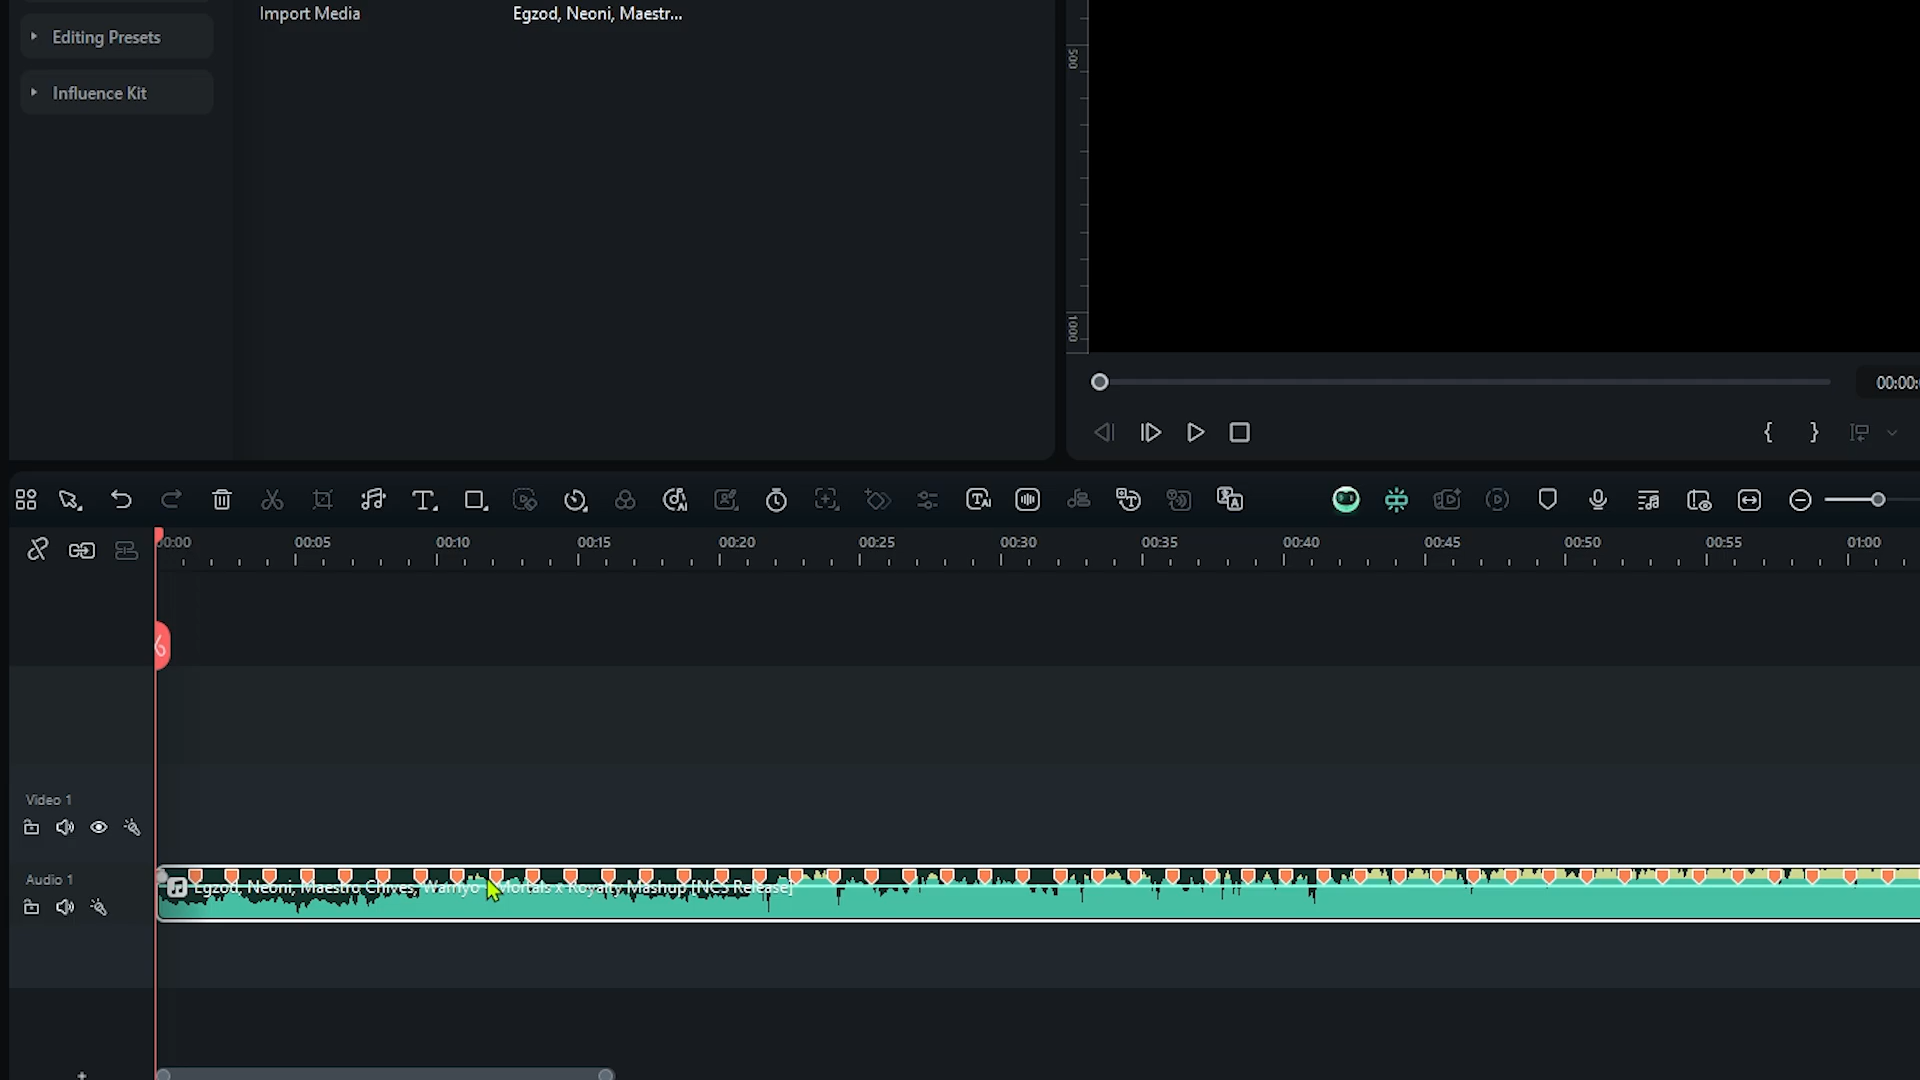 Import Media
Egzod, Neoni, Maestr...
Editing Presets
Influence Kit
500
1000
00:00:
00:00 00:05 00:10 00:15 00:20 00:25 00:30 00:35 00:40 00:45 00:50 00:55 01:00
Video 1
Audio 1
Egzod, Neoni, Maestro Chives, Warriyo - Mortals x Royalty Mashup [NCS Release]